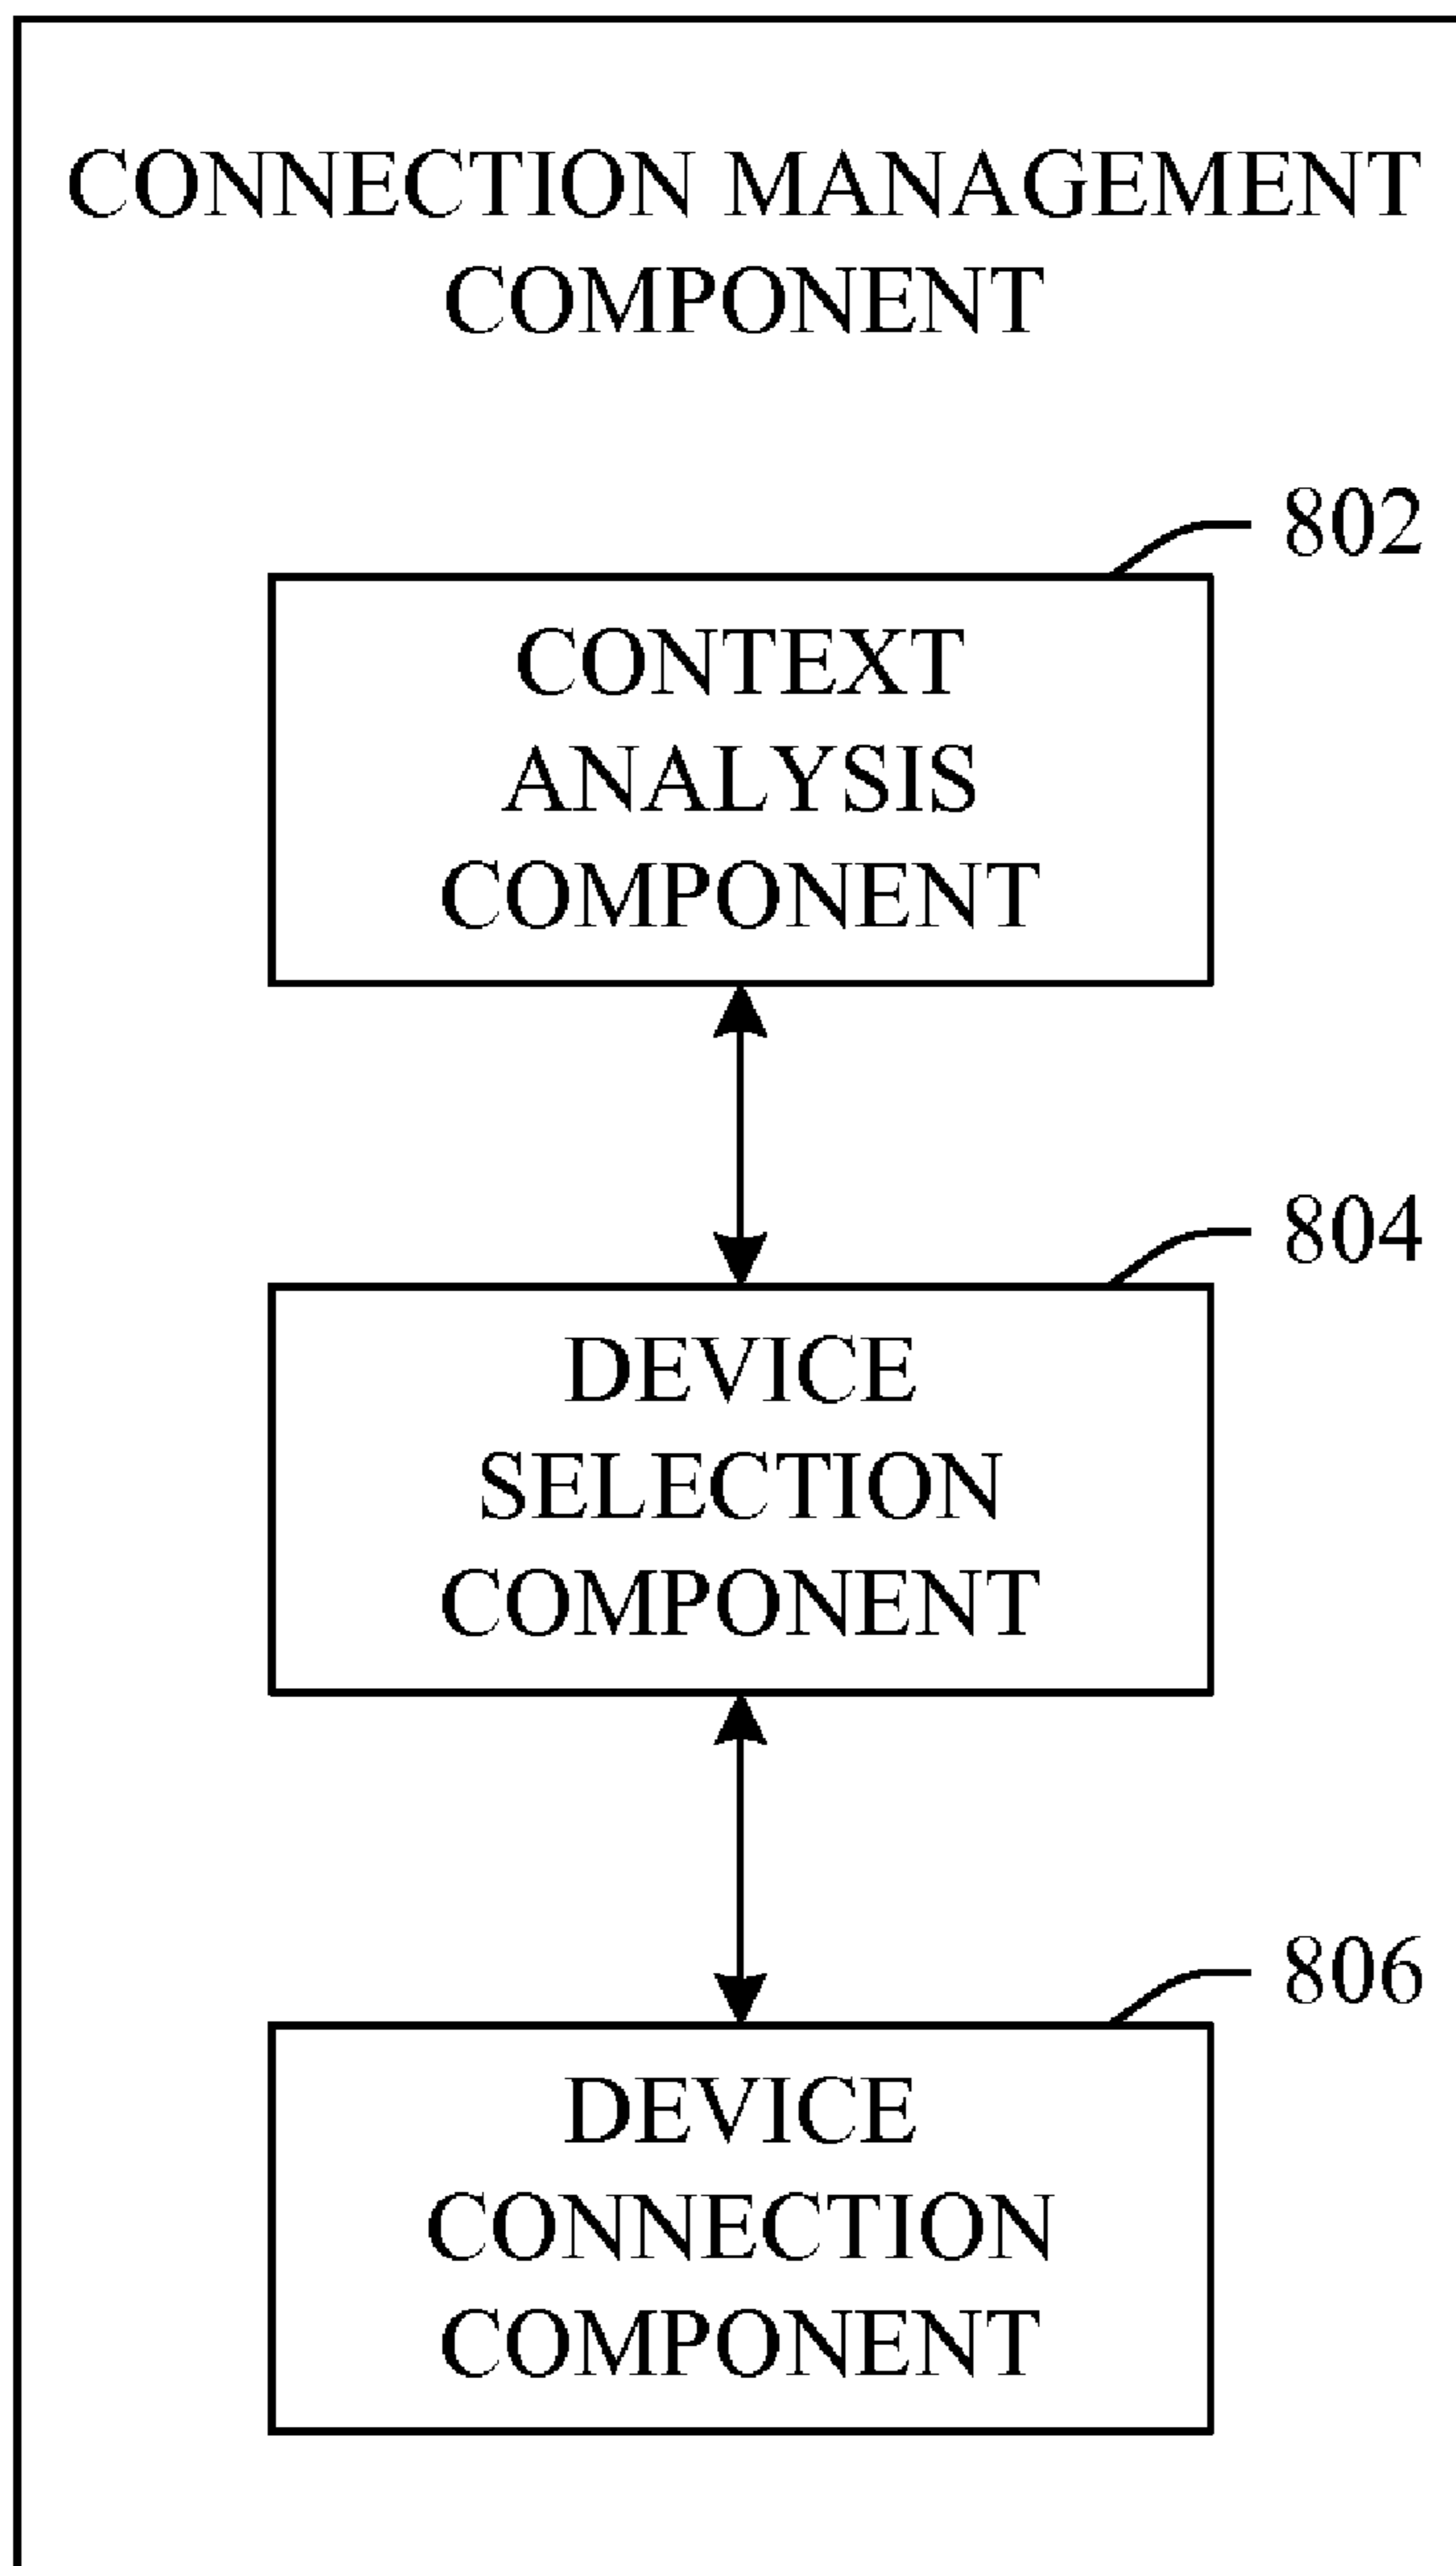 CONNECTION MANAGEMENT
COMPONENT
802
CONTEXT
ANALYSIS
COMPONENT
804
DEVICE
SELECTION
COMPONENT
806
DEVICE
CONNECTION
COMPONENT